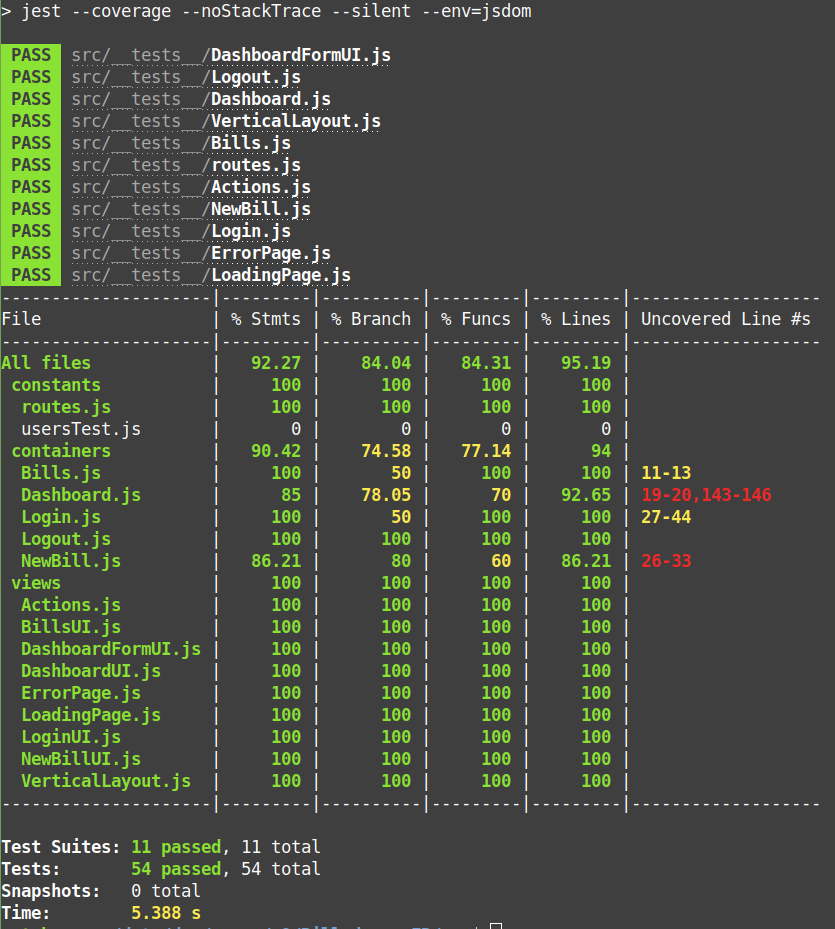 > jest --coverage --noStackTrace --silent --env=jsdom
PASS src/__tests__/DashboardFormUI.js
PASS src/__tests__/Logout.js
PASS src/__tests__/Dashboard.js
PASS src/__tests__/VerticalLayout.js
PASS src/__tests__/Bills.js
PASS src/__tests__/routes.js
PASS src/__tests__/Actions.js
PASS src/__tests__/NewBill.js
PASS src/__tests__/Login.js
PASS src/__tests__/ErrorPage.js
PASS src/__tests__/LoadingPage.js
---------------------|---------|----------|---------|---------|-------------------
File                 | % Stmts | % Branch | % Funcs | % Lines | Uncovered Line #s
---------------------|---------|----------|---------|---------|-------------------
All files            |   92.27 |    84.04 |   84.31 |   95.19 |
 constants           |     100 |      100 |     100 |     100 |
  routes.js          |     100 |      100 |     100 |     100 |
  usersTest.js       |       0 |        0 |       0 |       0 |
 containers          |   90.42 |    74.58 |   77.14 |      94 |
  Bills.js           |     100 |       50 |     100 |     100 | 11-13
  Dashboard.js       |      85 |    78.05 |      70 |   92.65 | 19-20,143-146
  Login.js           |     100 |       50 |     100 |     100 | 27-44
  Logout.js          |     100 |      100 |     100 |     100 |
  NewBill.js         |   86.21 |       80 |      60 |   86.21 | 26-33
 views               |     100 |      100 |     100 |     100 |
  Actions.js         |     100 |      100 |     100 |     100 |
  BillsUI.js         |     100 |      100 |     100 |     100 |
  DashboardFormUI.js |     100 |      100 |     100 |     100 |
  DashboardUI.js     |     100 |      100 |     100 |     100 |
  ErrorPage.js       |     100 |      100 |     100 |     100 |
  LoadingPage.js     |     100 |      100 |     100 |     100 |
  LoginUI.js         |     100 |      100 |     100 |     100 |
  NewBillUI.js       |     100 |      100 |     100 |     100 |
  VerticalLayout.js  |     100 |      100 |     100 |     100 |
---------------------|---------|----------|---------|---------|-------------------
Test Suites: 11 passed, 11 total
Tests:       54 passed, 54 total
Snapshots:   0 total
Time:        5.388 s